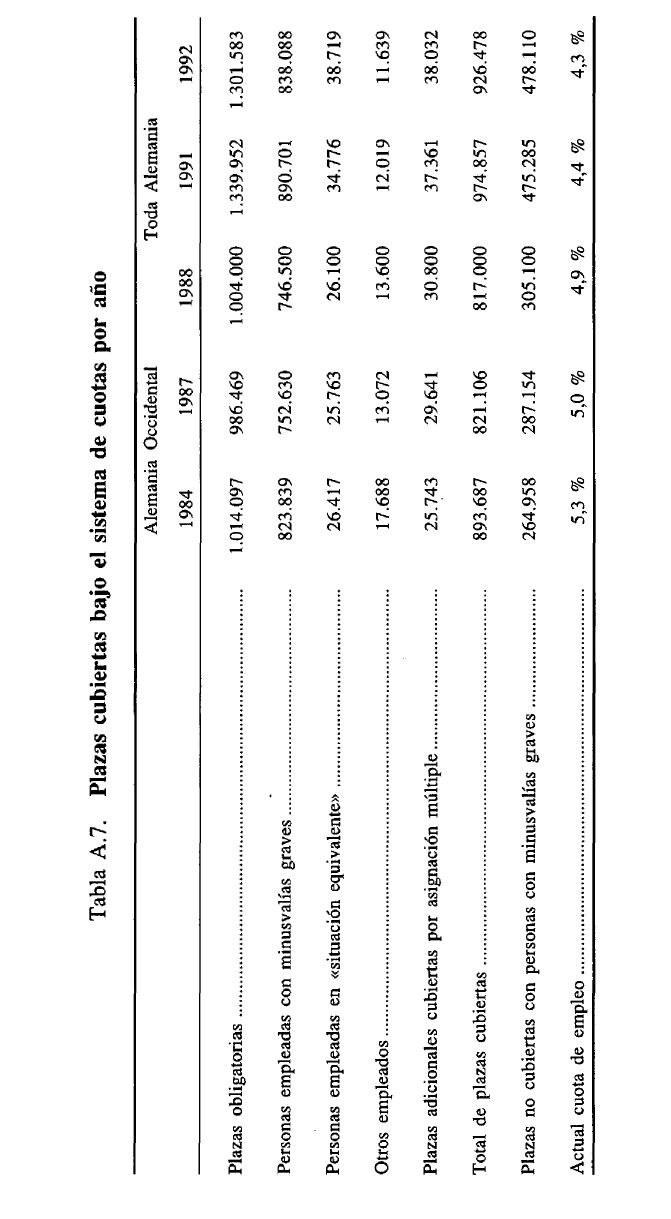 Tabla A.7. Plazas cubiertas bajo el sistema de cuotas por año
Alemania Occidental Toda Alemania
1984 1987 1988 1991 1992
Plazas obligatorias 1.014.097 986.469 1.004.000 1.339.952 1.301.583
Personas empleadas con minusvalías graves 823.839 752.630 746.500 890.701 838.088
Personas empleadas en «situación equivalente» 26.417 25.763 26.100 34.776 38.719
Otros empleados 17.688 13.072 13.600 12.019 11.639
Plazas adicionales cubiertas por asignación múltiple 25.743 29.641 30.800 37.361 38.032
Total de plazas cubiertas 893.687 821.106 817.000 974.857 926.478
Plazas no cubiertas con personas con minusvalías graves 264.958 287.154 305.100 475.285 478.110
Actual cuota de empleo 5,3 % 5,0 % 4,9 % 4,4 % 4,3 %